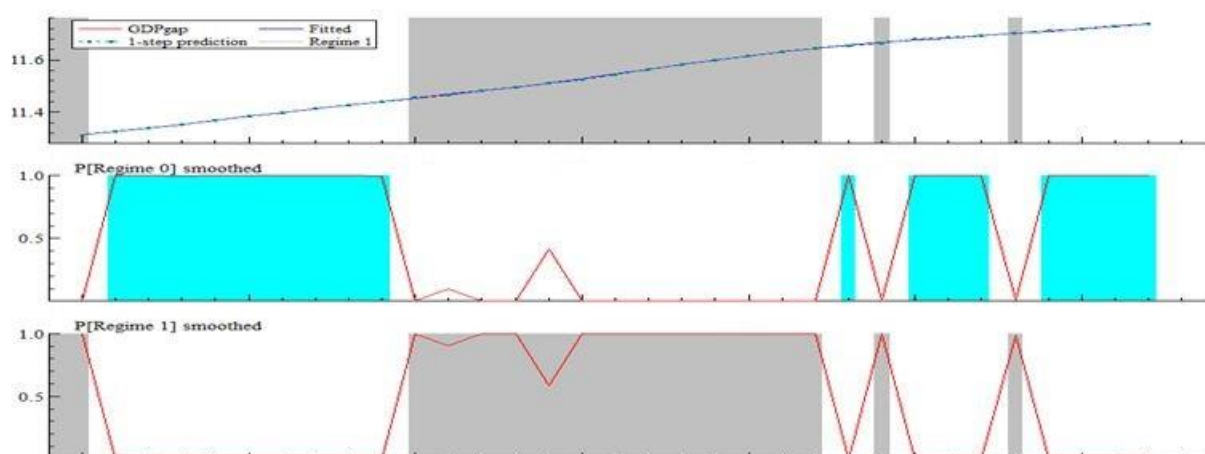 GDPgap Fitted
1-step prediction Regime 1
11.6
11.4
P[Regime 0] smoothed
1.0
0.5
P[Regime 1] smoothed
1.0
0.5